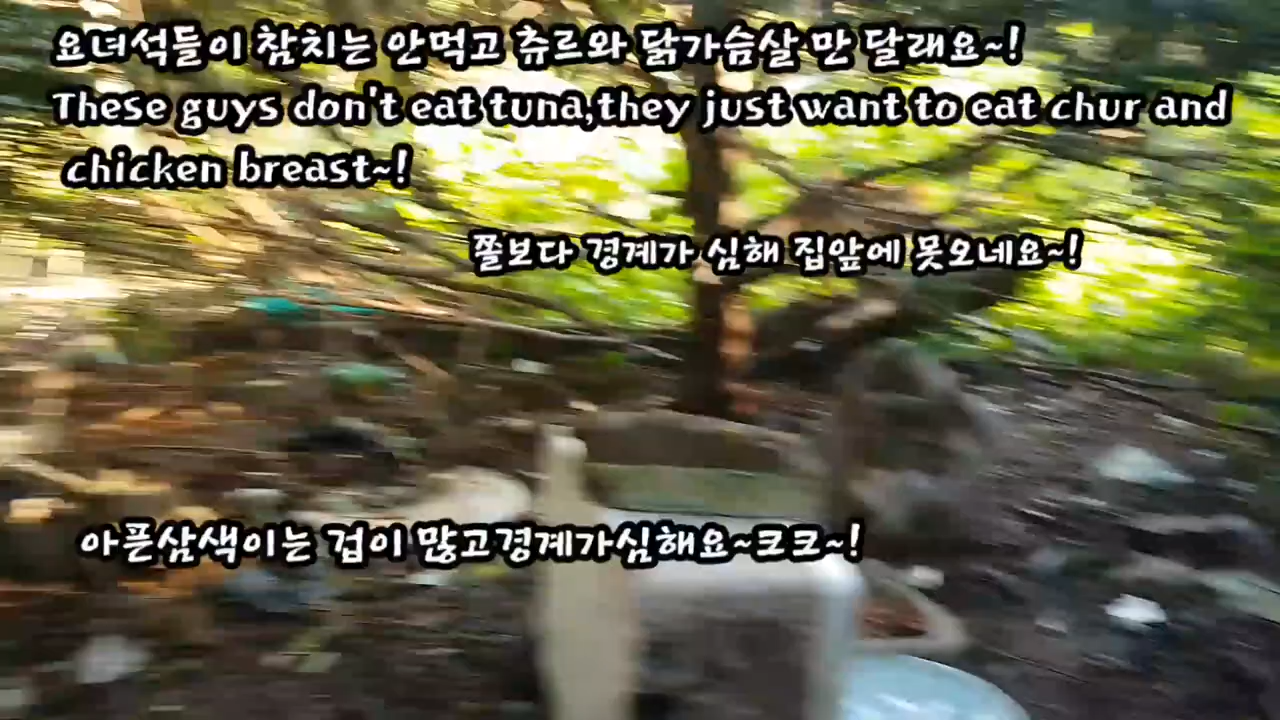 요녀석들이 참치는 안먹고 츄르와 닭가슴살 만 달래요~!
These guys don't eat tuna,they just want to eat chur and
chicken breast~!
쫄보다 경계가 심해 집앞에 못오네요~!
아픈삼색이는 겁이 많고경계가심해요~크크~!